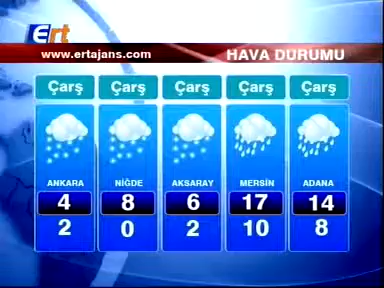 Ert
www.ertajans.com
HAVA DURUMU
Çarş Çarş Çarş Çarş Çarş
ANKARA NİĞDE AKSARAY MERSİN ADANA
4 8 6 17 14
2 0 2 10 8